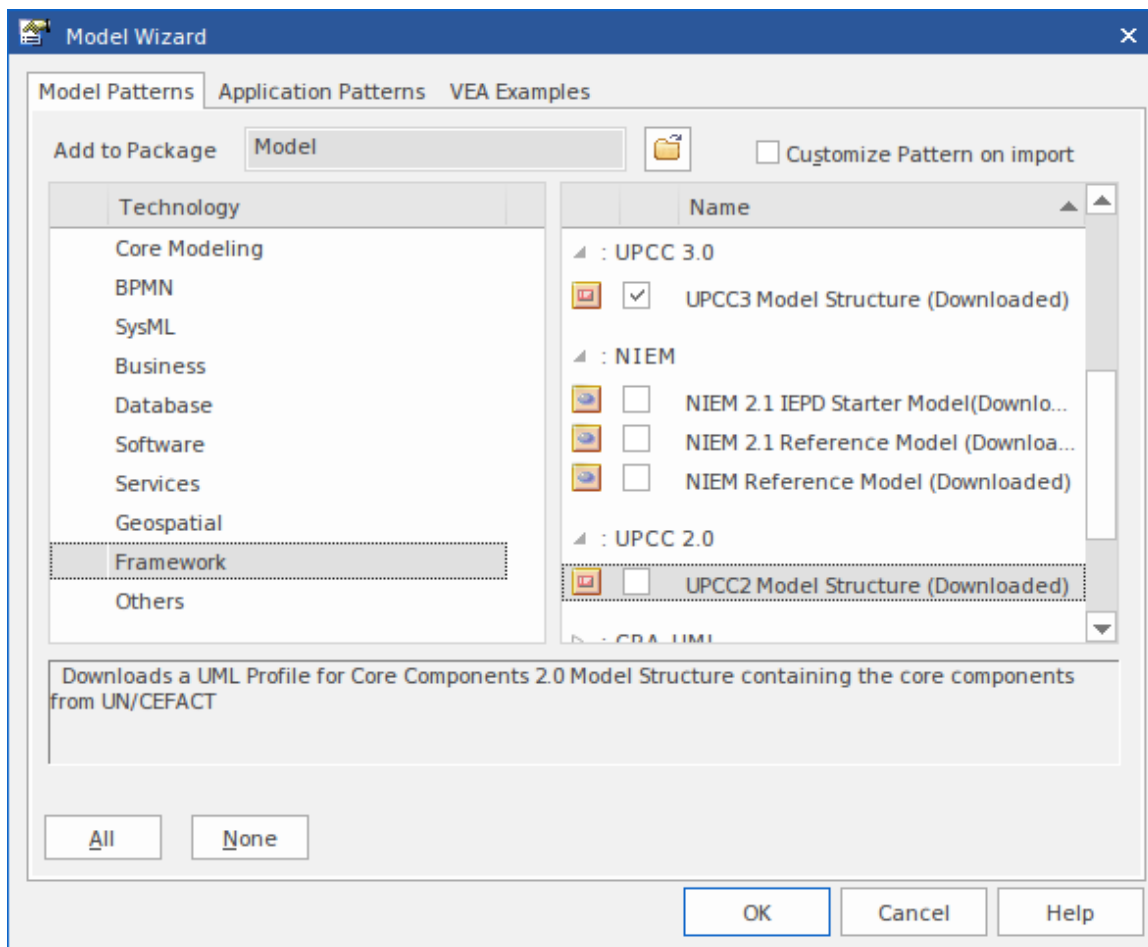 Model Wizard
Model Patterns Application Patterns VEA Examples
Add to Package Model Customize Pattern on import
Technology
Core Modeling
BPMN
SysML
Business
Database
Software
Services
Geospatial
Framework
Others
Name
: UPCC 3.0
UPCC3 Model Structure (Downloaded)
: NIEM
NIEM 2.1 IEPD Starter Model(Downlo...
NIEM 2.1 Reference Model (Downloa...
NIEM Reference Model (Downloaded)
: UPCC 2.0
UPCC2 Model Structure (Downloaded)
Downloads a UML Profile for Core Components 2.0 Model Structure containing the core components
from UN/CEFACT
All None
OK Cancel Help